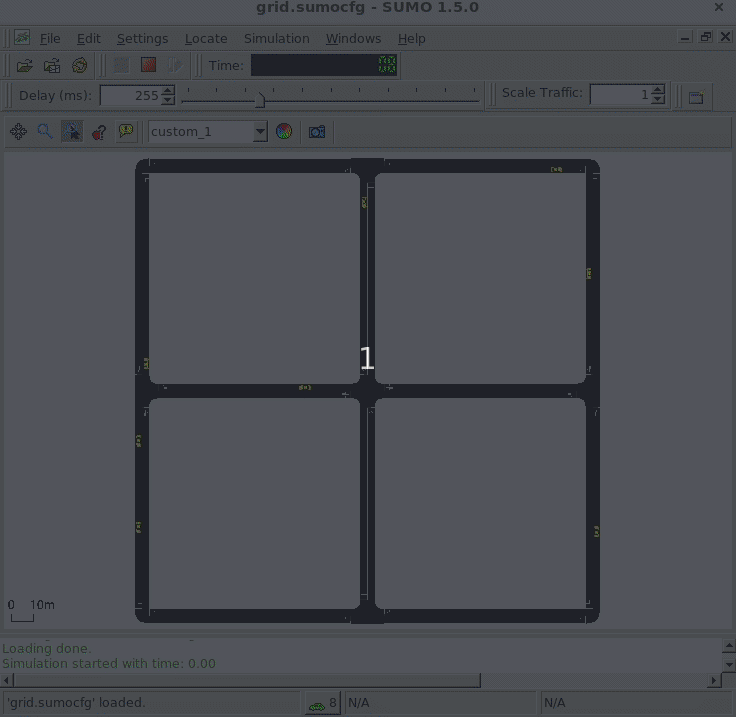 grid.sumocfg - SUMO 1.5.0
File Edit Settings Locate Simulation Windows Help
Time:
Delay (ms): 255 Scale Traffic: 1
custom_1
1
0 10m
Loading done.
Simulation started with time: 0.00
'grid.sumocfg' loaded. 8 N/A N/A